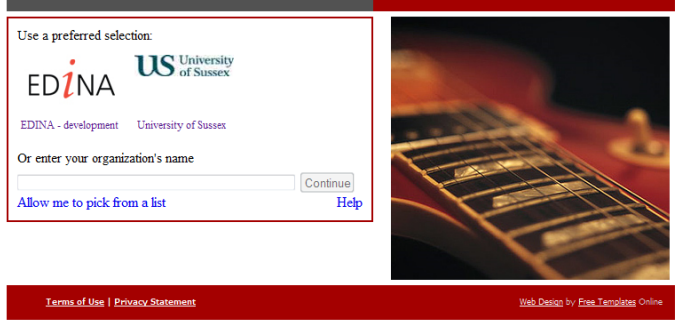 Use a preferred selection:
EDINA
US University
of Sussex
EDINA - development
University of Sussex
Or enter your organization's name
Continue
Allow me to pick from a list
Help
Terms of Use | Privacy Statement
Web Design by Free Templates Online